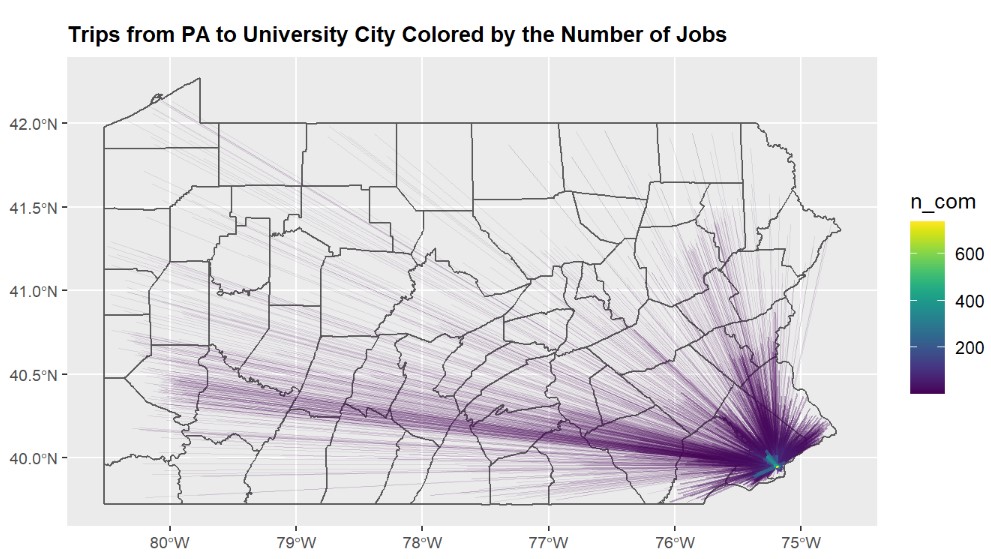 Trips from PA to University City Colored by the Number of Jobs
42.0°N
41.5°N
41.0°N
40.5°N
40.0°N
80°W
79°W
78°W
77°W
76°W
75°W
n_com
600
400
200